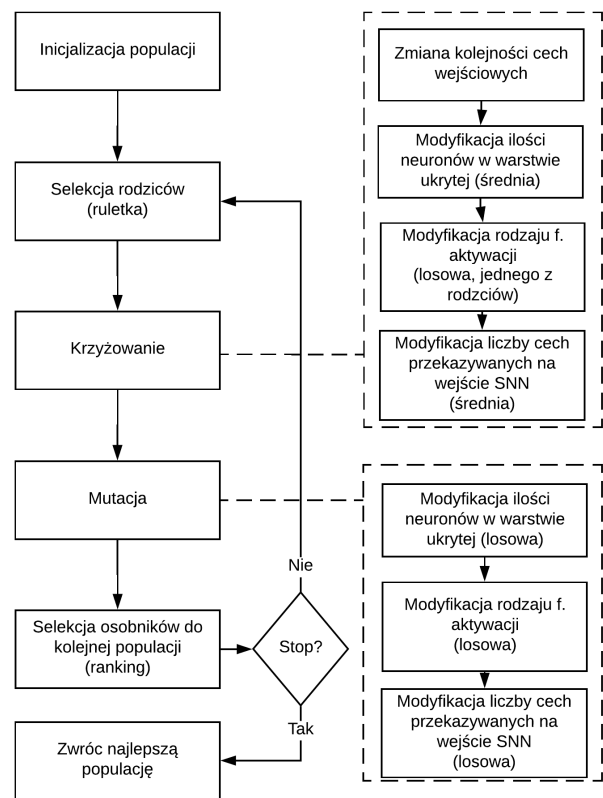 Inicjalizacja populacji
Selekcja rodziców
(ruletka)
Krzyżowanie
Mutacja
Selekcja osobników do
kolejnej populacji
(ranking)
Stop?
Nie
Tak
Zwróc najlepszą
populację
Zmiana kolejności cech
wejściowych
Modyfikacja ilości
neuronów w warstwie
ukrytej (średnia)
Modyfikacja rodzaju f.
aktywacji
(losowa, jednego z
rodzciów)
Modyfikacja liczby cech
przekazywanych na
wejście SNN
(średnia)
Modyfikacja ilości
neuronów w warstwie
ukrytej (losowa)
Modyfikacja rodzaju f.
aktywacji
(losowa)
Modyfikacja liczby cech
przekazywanych na
wejście SNN
(losowa)